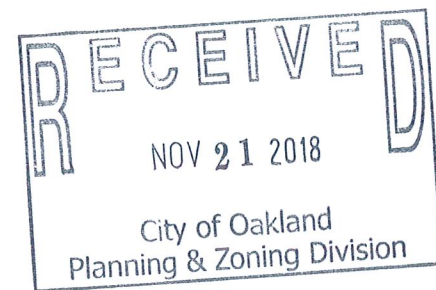 RECEIVED
NOV 21 2018
City of Oakland
Planning & Zoning Division